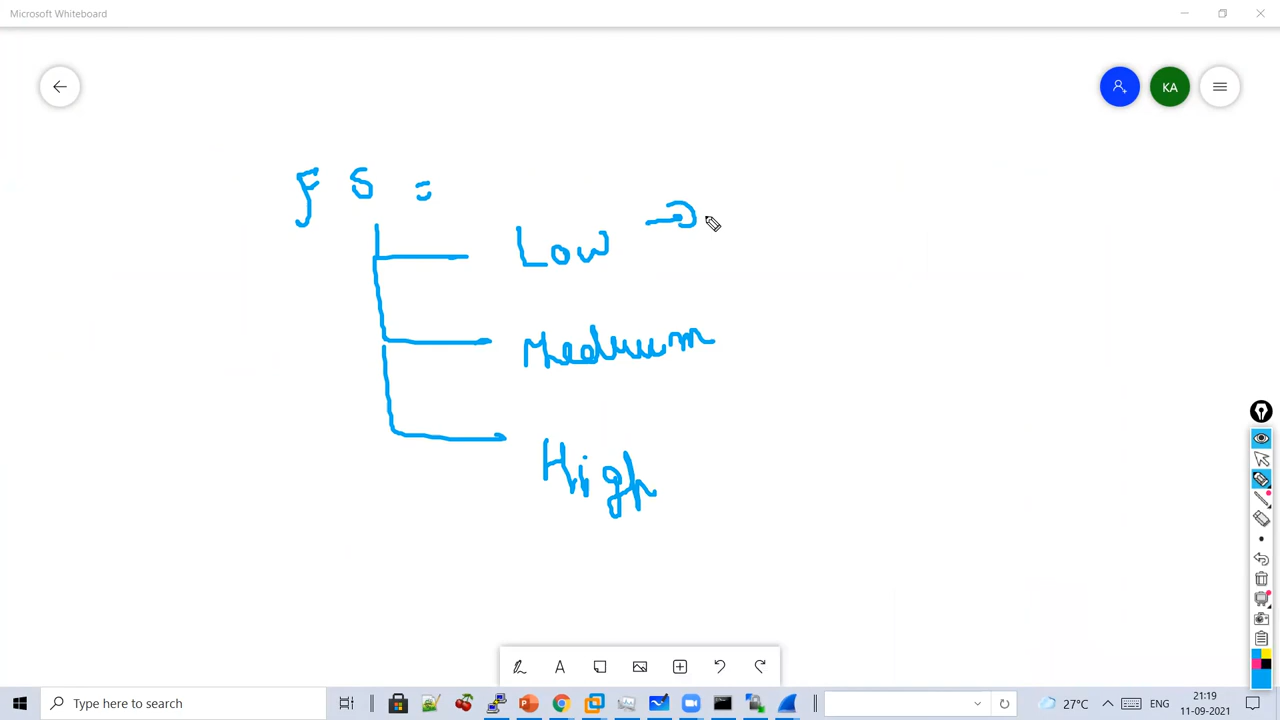 Microsoft Whiteboard
KA
F S =
Low
Medium
High
A
Type here to search
27°C
ENG
21:19
11-09-2021